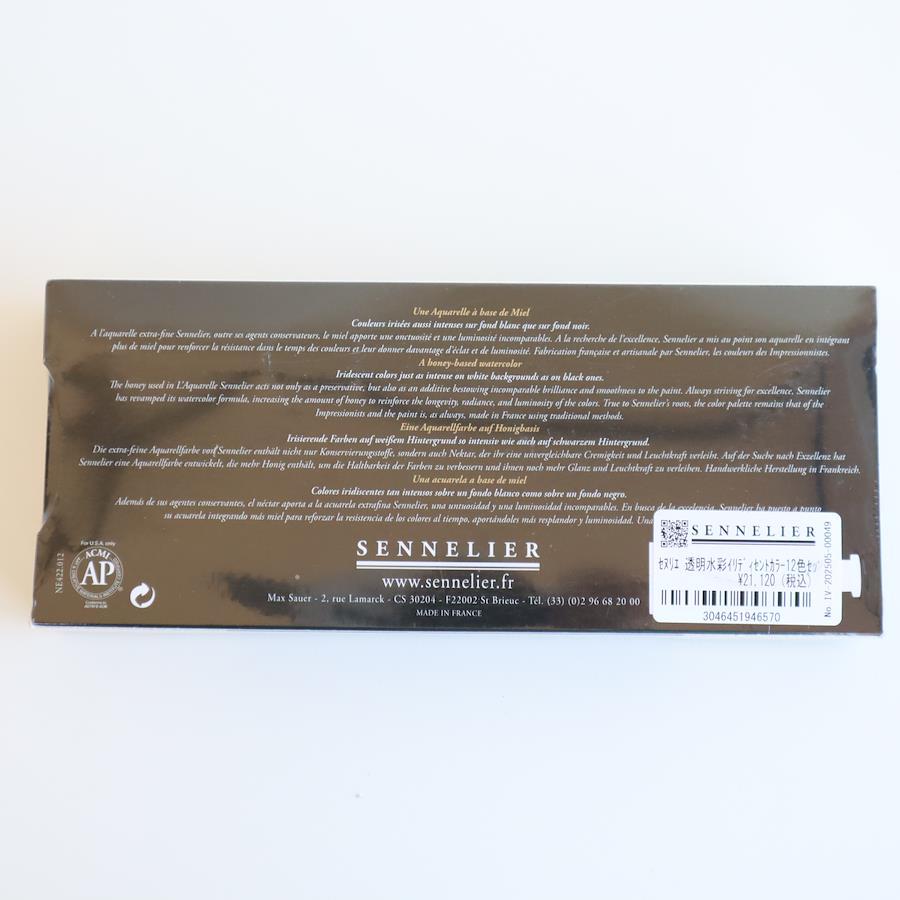 Une Aquarelle à base de Miel
Couleurs irisées aussi intenses sur fond blanc que sur fond noir.
A l'aquarelle extra-fine Sennelier, outre ses agents conservateurs, le miel apporte une onctuosité et une luminosité incomparables. A la recherche de l'excellence, Sennelier a mis au point son aquarelle en intégrant
plus de miel pour renforcer la résistance dans le temps des couleurs et leur donner davantage d'éclat et de luminosité. Fabrication française et artisanale par Sennelier, les couleurs des Impressionnistes.
A honey-based watercolor
Iridescent colors just as intense on white backgrounds as on black ones.
The honey used in L'Aquarelle Sennelier acts not only as a preservative, but also as an additive bestowing incomparable brilliance and smoothness to the paint. Always striving for excellence, Sennelier
has revamped its watercolor formula, increasing the amount of honey to reinforce the longevity, radiance, and luminosity of the colors. True to Sennelier's roots, the color palette remains that of the
Impressionists and the paint is, as always, made in France using traditional methods.
Eine Aquarellfarbe auf Honigbasis
Irisierende Farben auf weißem Hintergrund so intensiv wie auch auf schwarzem Hintergrund.
Die extra-feine Aquarellfarbe von Sennelier enthält nicht nur Konservierungsstoffe, sondern auch Nektar, der ihr eine unvergleichbare Cremigkeit und Leuchtkraft verleiht. Auf der Suche nach Exzellenz hat
Sennelier eine Aquarellfarbe entwickelt, die mehr Honig enthält, um die Haltbarkeit der Farben zu verbessern und ihnen noch mehr Glanz und Leuchtkraft zu verleihen. Handwerkliche Herstellung in Frankreich.
Una acuarela a base de miel
Colores iridiscentes tan intensos sobre un fondo blanco como sobre un fondo negro.
Además de sus agentes conservantes, el néctar aporta a la acuarela extrafina Sennelier, una untuosidad y una luminosidad incomparables. En busca de la excelencia, Sennelier ha puesto a punto
su acuarela integrando más miel para reforzar la resistencia de los colores al tiempo, aportándoles más resplandor y luminosidad.
SENNELIER
www.sennelier.fr
Max Sauer - 2, rue Lamarck - CS 30204 - F22002 St Brieuc - Tél. (33) (0)2 96 68 20 00
MADE IN FRANCE
NE422.012
For U.S.A. only
ACMI
AP
Conforms to
ASTM D-4236
SENNELIER
セヌリエ 透明水彩ｲﾘﾃﾞｨｾﾝﾄｶﾗｰ12色ｾｯ
¥21,120(税込)
3046451946570
No IV-202505-00049